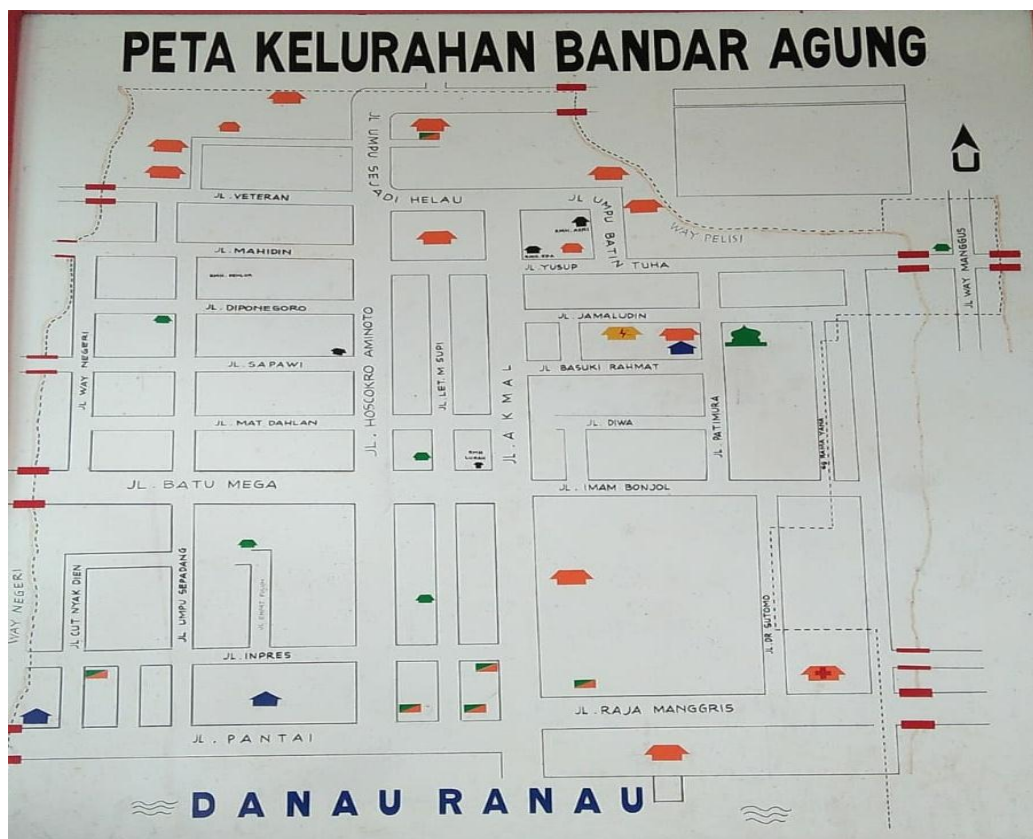 PETA KELURAHAN BANDAR AGUNG
JL UMPU SEJADI HELAU
JL. VETERAN
JL UMPU BATIN TUHA
RMH. ASMI
WAY PELISI
JL. MAHIDIN
JL. YUSUP
JL WAY MANGGUS
JL. DIPONEGORO
JL. JAMALUDIN
JL WAY NEGERI
JL. HOSCOKRO AMINOTO
JL.LET. M SUPI
JL. SAPAWI
JL. BASUKI RAHMAT
JL. AKMAL
JL. MAT DAHLAN
JL. DIWA
JL. PATIMURA
RMH
LURAH
JL. BATU MEGA
JL. IMAM BONJOL
WAY NEGERI
JL CUT NYAK DIEN
JL UMPU SEPADANG
JL.DR SUTOMO
JL. INPRES
JL. RAJA MANGGRIS
JL. PANTAI
DANAU RANAU